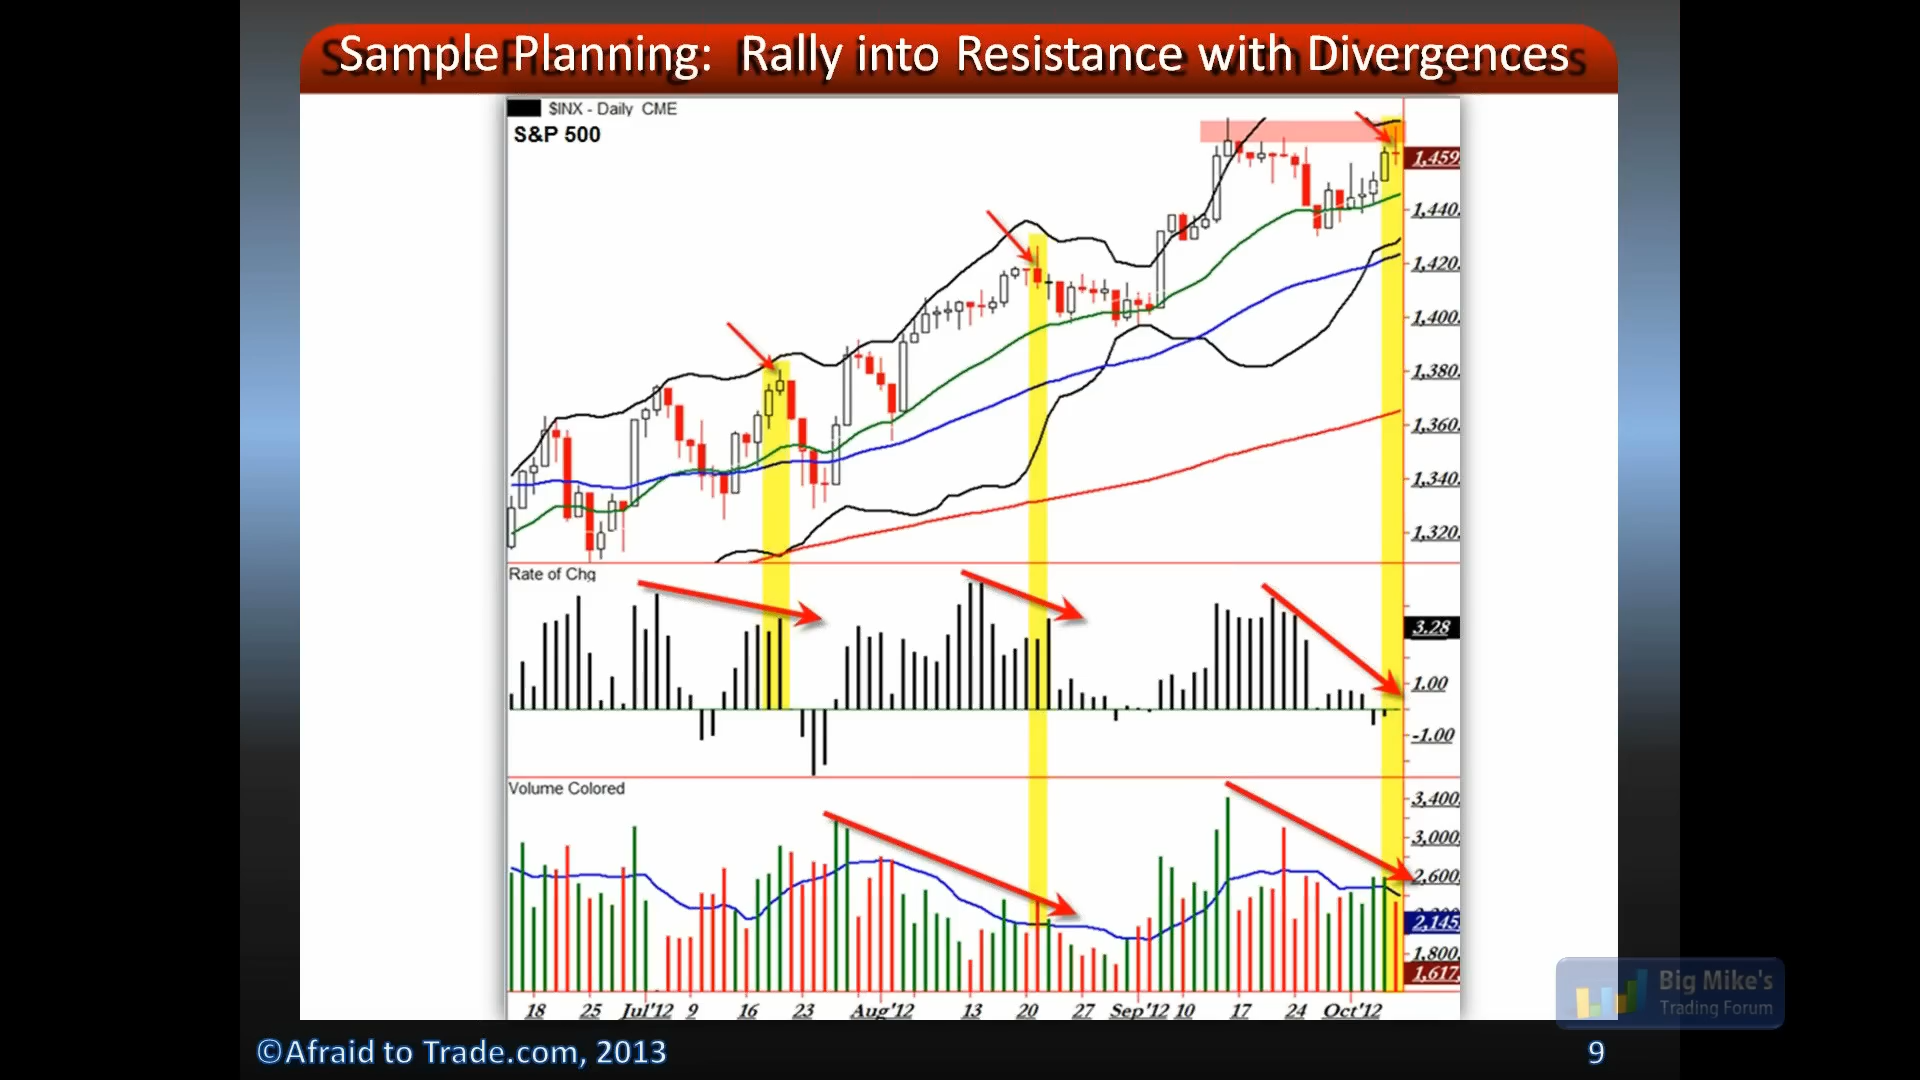 Sample Planning: Rally into Resistance with Divergences
$INX - Daily CME
S&P 500
1,459.
1,440.
1,420.
1,400.
1,380.
1,360.
1,340.
1,320.
Rate of Chg
3.28
1.00
-1.00
Volume Colored
3,400.
3,000.
2,600.
2,145
1,800.
1,617.
18 25 Jul'12 9 16 23 Aug'12 13 20 27 Sep'12 10 17 24 Oct'12
Big Mike's
Trading Forum
©Afraid to Trade.com, 2013
9